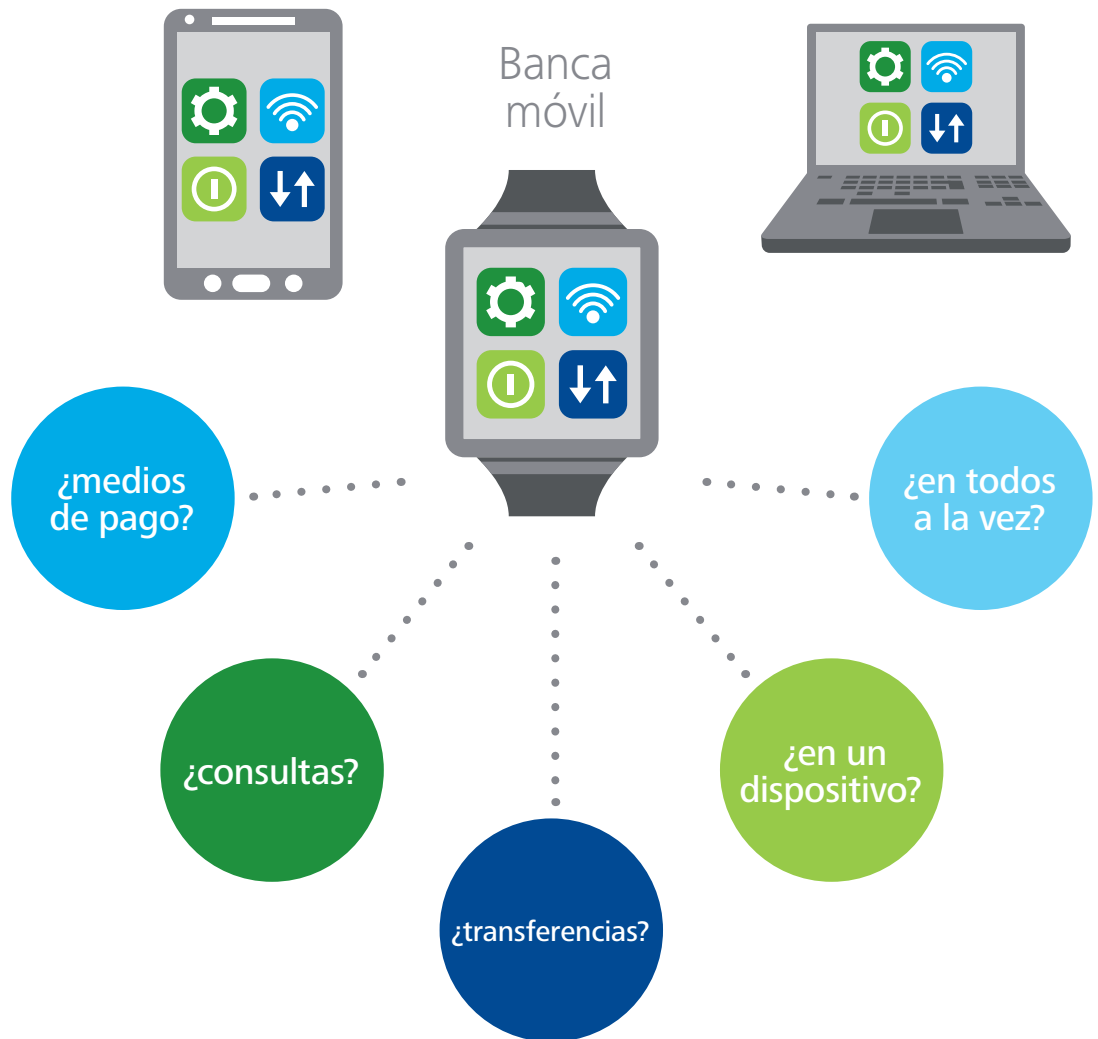 Banca
móvil
¿medios
de pago?
¿en todos
a la vez?
¿consultas?
¿en un
dispositivo?
¿transferencias?